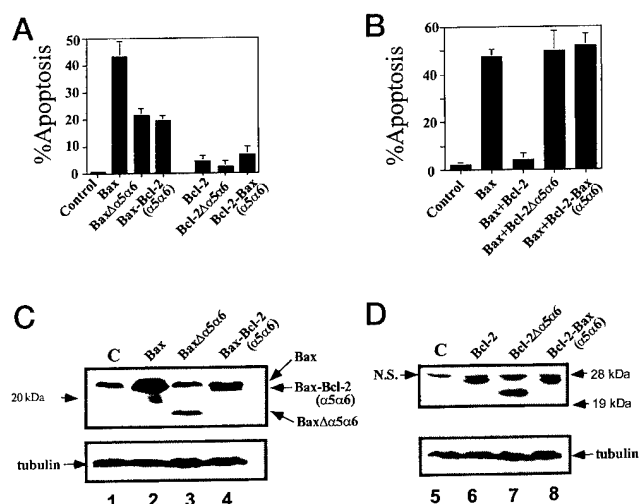 A
%Apoptosis
50
40
30
20
10
0
Control
Bax
BaxΔα5α6
Bax-Bcl-2
(α5α6)
Bcl-2
Bcl-2Δα5α6
Bcl-2-Bax
(α5α6)
B
%Apoptosis
60
40
20
0
Control
Bax
Bax+Bcl-2
Bax+Bcl-2Δα5α6
Bax+Bcl-2-Bax
(α5α6)
C
C
Bax
BaxΔα5α6
Bax-Bcl-2
(α5α6)
20 kDa
Bax
Bax-Bcl-2
(α5α6)
BaxΔα5α6
tubulin
1 2 3 4
D
C
Bcl-2
Bcl-2Δα5α6
Bcl-2-Bax
(α5α6)
N.S.
28 kDa
19 kDa
tubulin
5 6 7 8